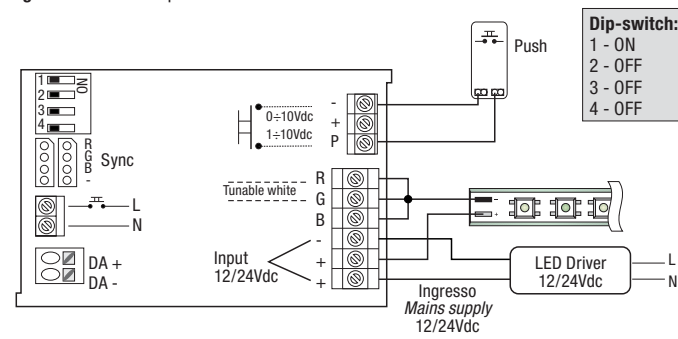 Push
Dip-switch:
1 - ON
2 - OFF
3 - OFF
4 - OFF
1
2
3
4
ON
R
G
B
-
Sync
L
N
DA +
DA -
0÷10Vdc
1÷10Vdc
-
+
P
Tunable white
R
G
B
-
+
+
Input
12/24Vdc
-
+
Ingresso
Mains supply
12/24Vdc
LED Driver
12/24Vdc
L
N